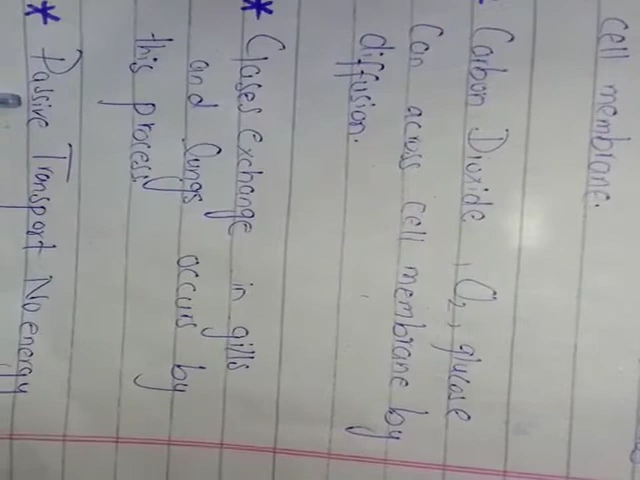 cell membrane.
Carbon Dioxide, O2, glucose
Can across cell membrane by
diffusion.
* Gases exchange in gills
and lungs occurs by
this process
* Passive Transport No energy